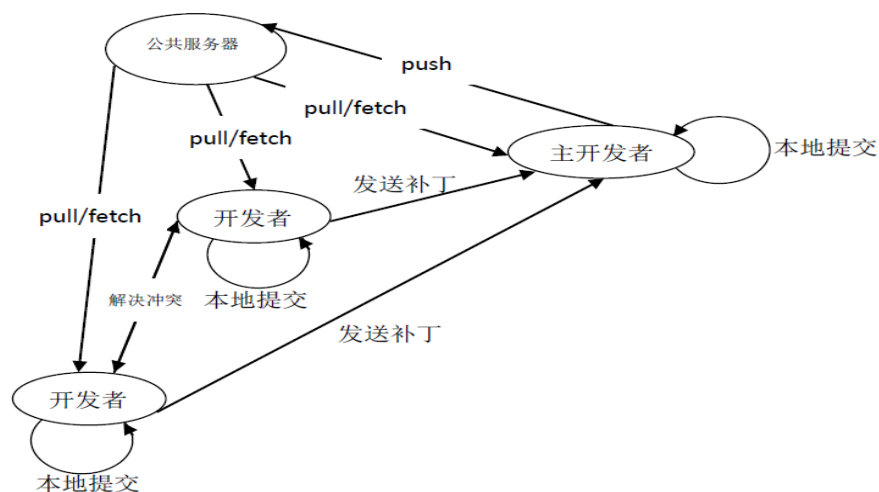 公共服务器
push
pull/fetch
pull/fetch
主开发者
本地提交
发送补丁
pull/fetch
开发者
解决冲突
本地提交
发送补丁
开发者
本地提交